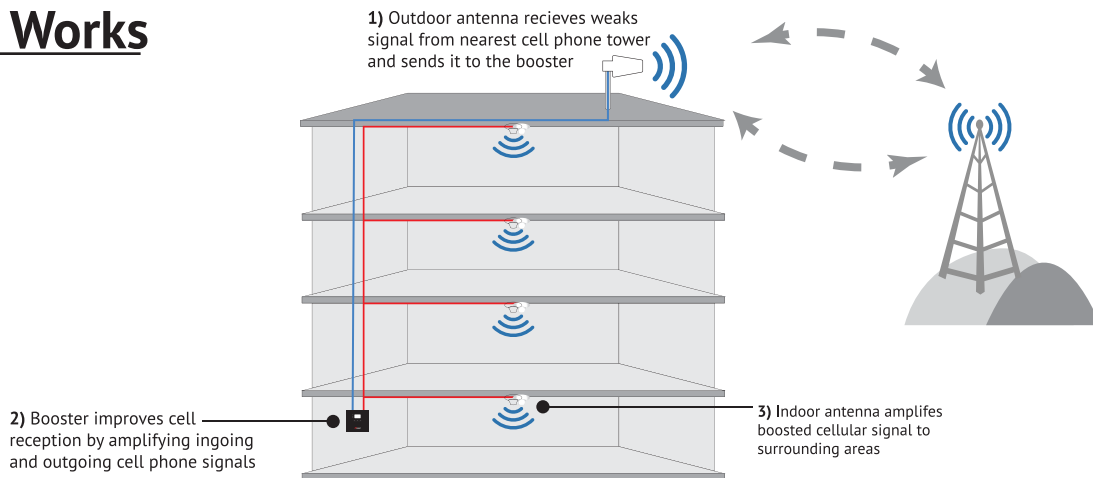 Works
1) Outdoor antenna recieves weaks
signal from nearest cell phone tower
and sends it to the booster
2) Booster improves cell
reception by amplifying ingoing
and outgoing cell phone signals
3) Indoor antenna amplifes
boosted cellular signal to
surrounding areas